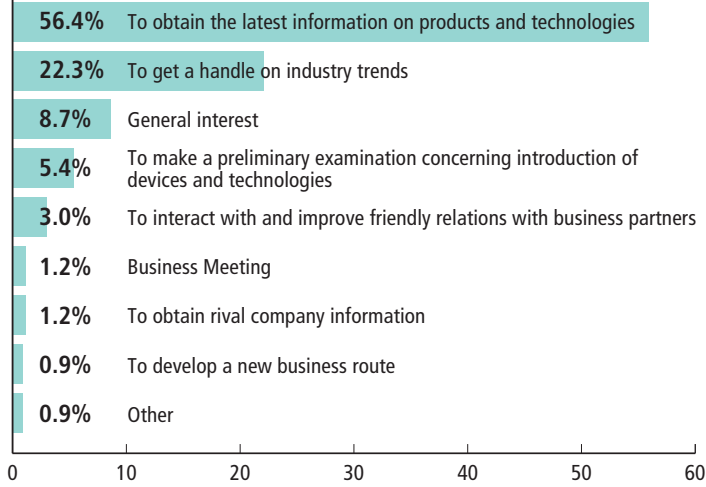 56.4% To obtain the latest information on products and technologies
22.3% To get a handle on industry trends
8.7% General interest
5.4% To make a preliminary examination concerning introduction of
devices and technologies
3.0% To interact with and improve friendly relations with business partners
1.2% Business Meeting
1.2% To obtain rival company information
0.9% To develop a new business route
0.9% Other
0 10 20 30 40 50 60